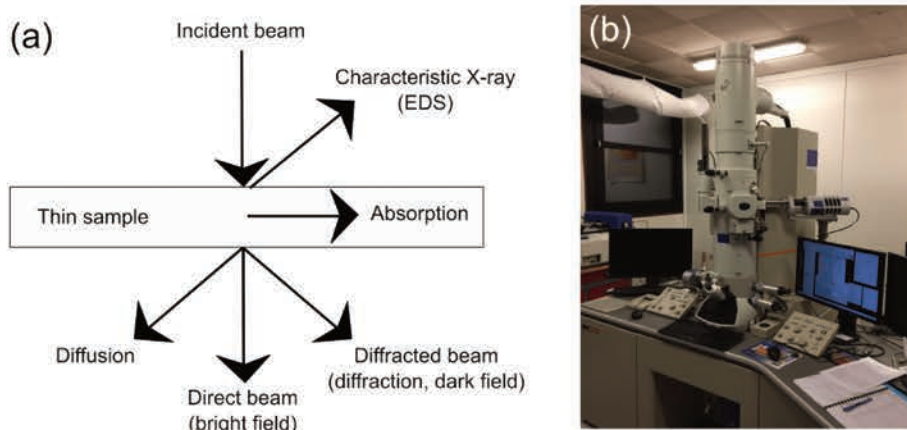 (a)
Incident beam
Characteristic X-ray
(EDS)
Thin sample
Absorption
Diffusion
Direct beam
(bright field)
Diffracted beam
(diffraction, dark field)
(b)